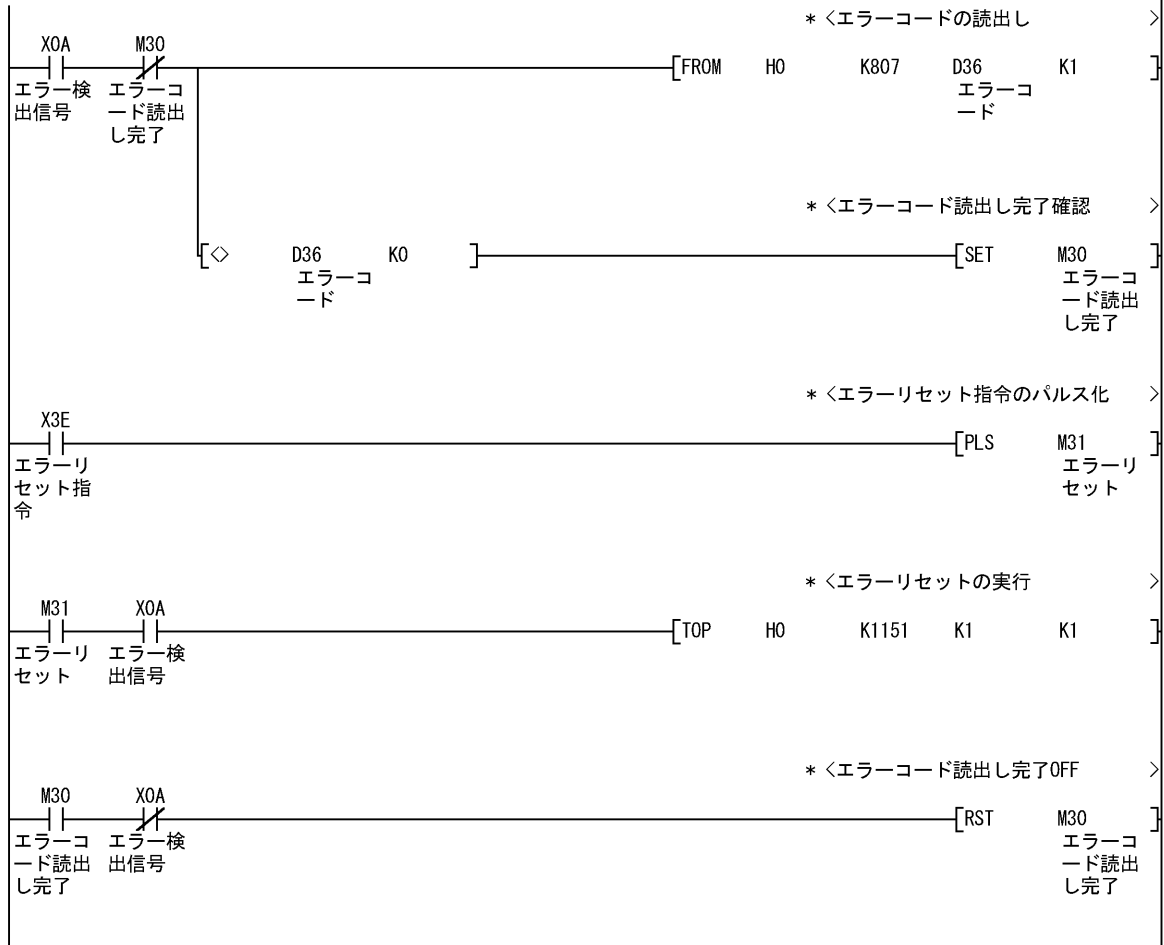 * <エラーコードの読出し >
X0A M30
[FROM H0 K807 D36 K1 ]
エラー検 エラーコ エラーコ
出信号 ード読出 ード
し完了
* <エラーコード読出し完了確認 >
[<> D36 K0 ] [SET M30 ]
エラーコ エラーコ
ード ード読出
し完了
* <エラーリセット指令のパルス化 >
X3E
[PLS M31 ]
エラーリ エラーリ
セット指 セット
令
* <エラーリセットの実行 >
M31 X0A
[TOP H0 K1151 K1 K1 ]
エラーリ エラー検
セット 出信号
* <エラーコード読出し完了OFF >
M30 X0A
[RST M30 ]
エラーコ エラー検 エラーコ
ード読出 出信号 ード読出
し完了 し完了